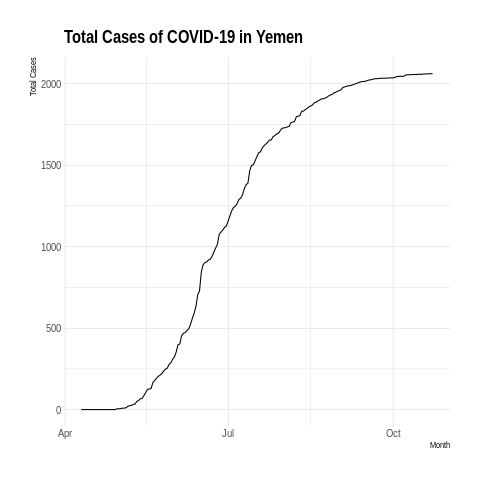 Total Cases of COVID-19 in Yemen
Total Cases
2000
1500
1000
500
0
Apr Jul Oct
Month